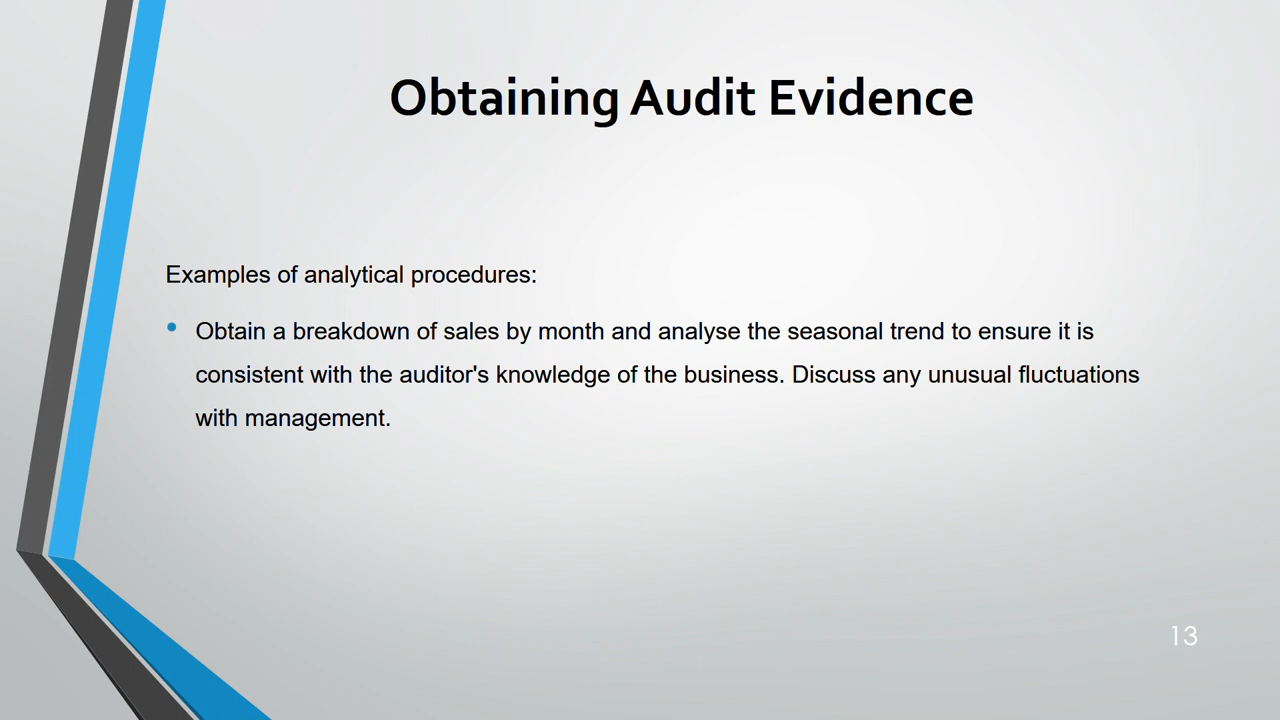 Obtaining Audit Evidence
Examples of analytical procedures:
• Obtain a breakdown of sales by month and analyse the seasonal trend to ensure it is
consistent with the auditor's knowledge of the business. Discuss any unusual fluctuations
with management.
13